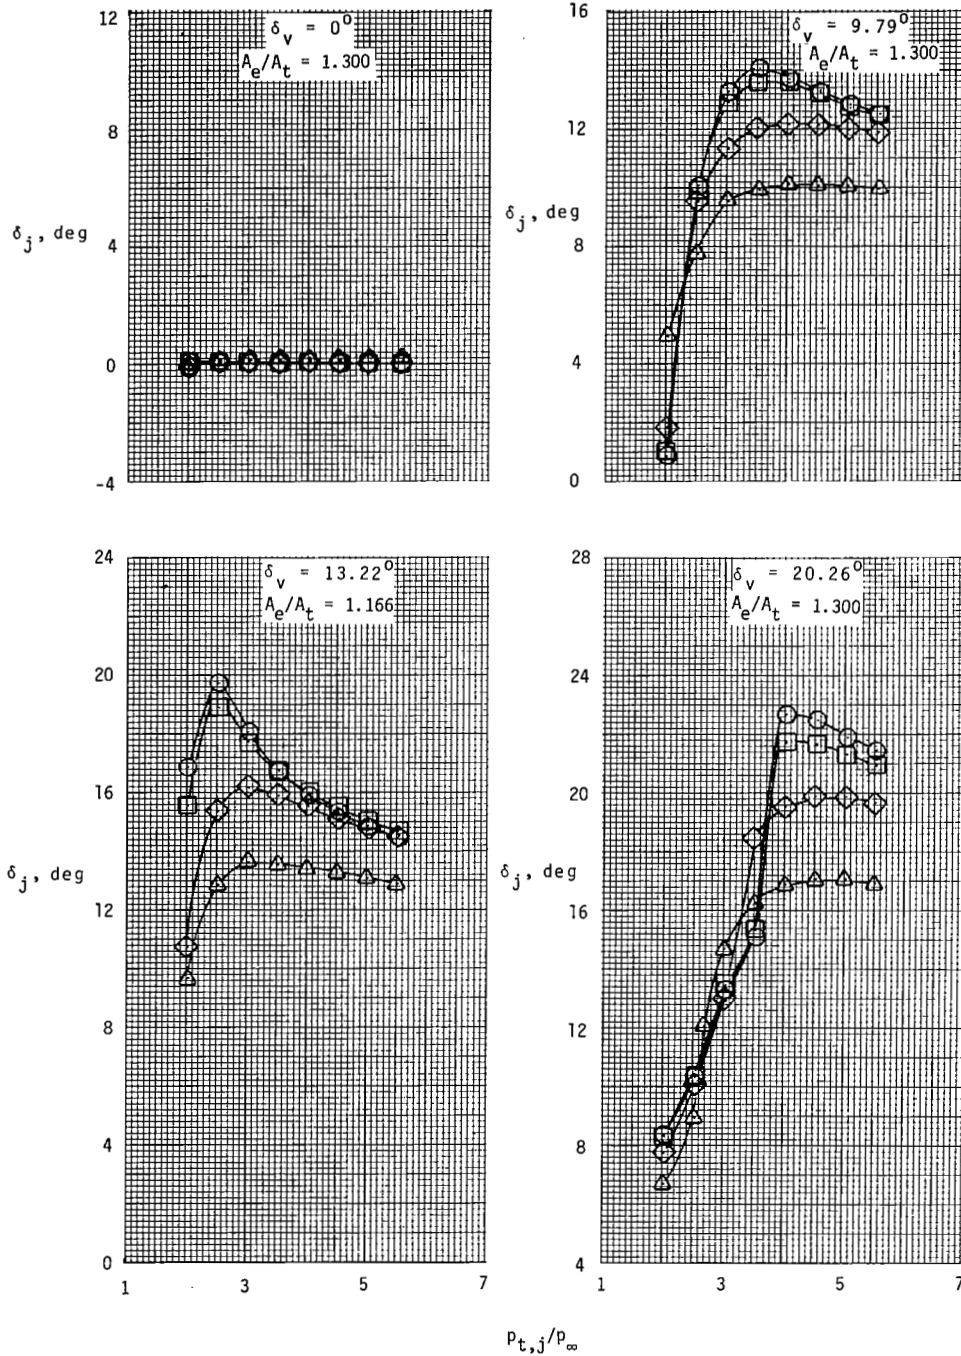 12
8
4
0
-4
δj, deg
δv = 0°
Ae/At = 1.300
16
12
8
4
0
δj, deg
δv = 9.79°
Ae/At = 1.300
24
20
16
12
8
4
0
δj, deg
δv = 13.22°
Ae/At = 1.166
1 3 5 7
28
24
20
16
12
8
4
δj, deg
δv = 20.26°
Ae/At = 1.300
1 3 5 7
pt,j/p∞